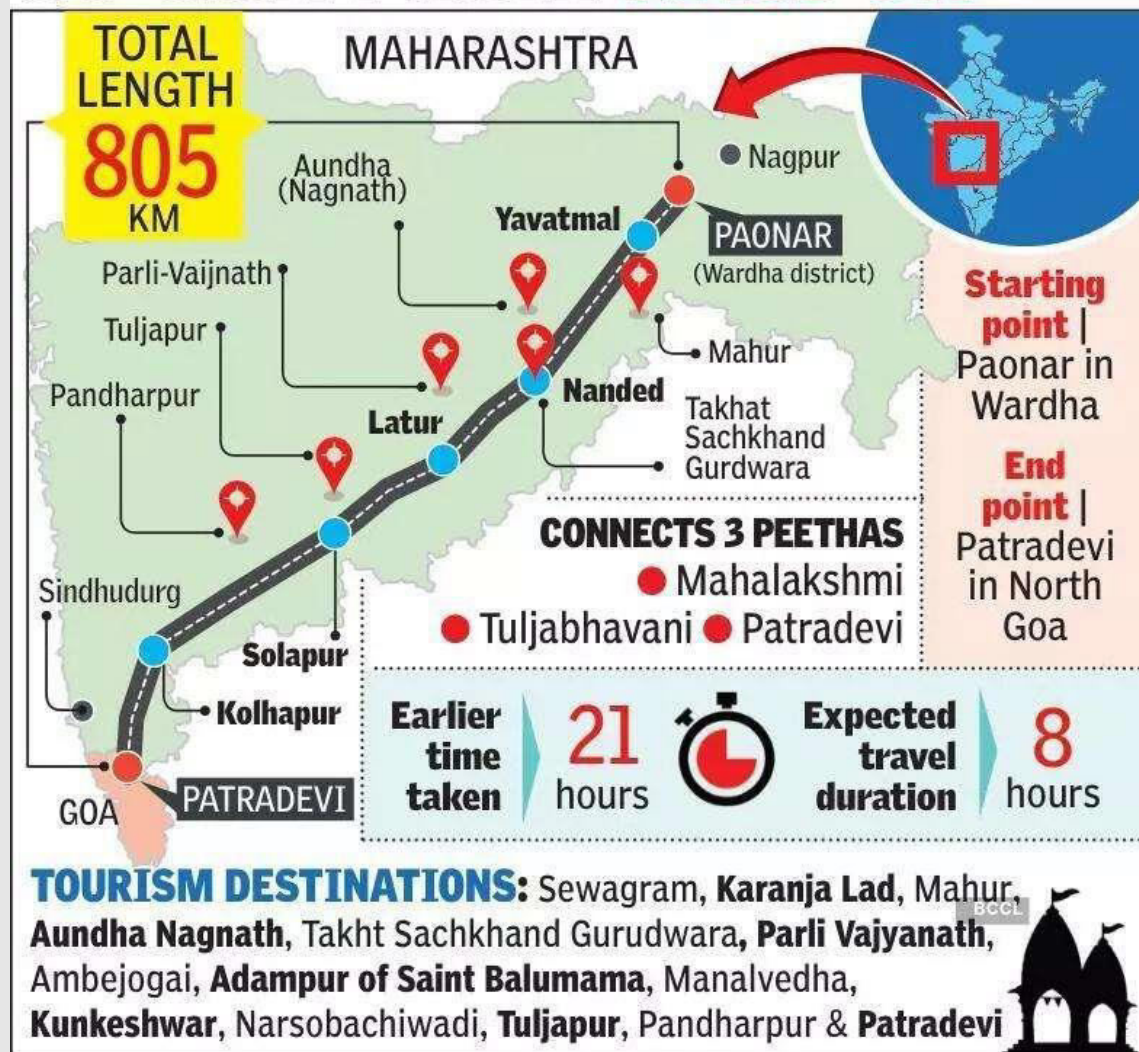 TOTAL
LENGTH
805
KM
MAHARASHTRA
Nagpur
Aundha
(Nagnath)
Yavatmal
PAONAR
(Wardha district)
Parli-Vaijnath
Tuljapur
Pandharpur
Mahur
Nanded
Latur
Takhat
Sachkhand
Gurdwara
Sindhudurg
Solapur
Kolhapur
GOA
PATRADEVI
Starting
point |
Paonar in
Wardha
End
point |
Patradevi
in North
Goa
CONNECTS 3 PEETHAS
Mahalakshmi
Tuljabhavani Patradevi
Earlier
time
taken
21
hours
Expected
travel
duration
8
hours
TOURISM DESTINATIONS: Sewagram, Karanja Lad, Mahur,
Aundha Nagnath, Takht Sachkhand Gurudwara, Parli Vajyanath,
Ambejogai, Adampur of Saint Balumama, Manalvedha,
Kunkeshwar, Narsobachiwadi, Tuljapur, Pandharpur & Patradevi
BCCL